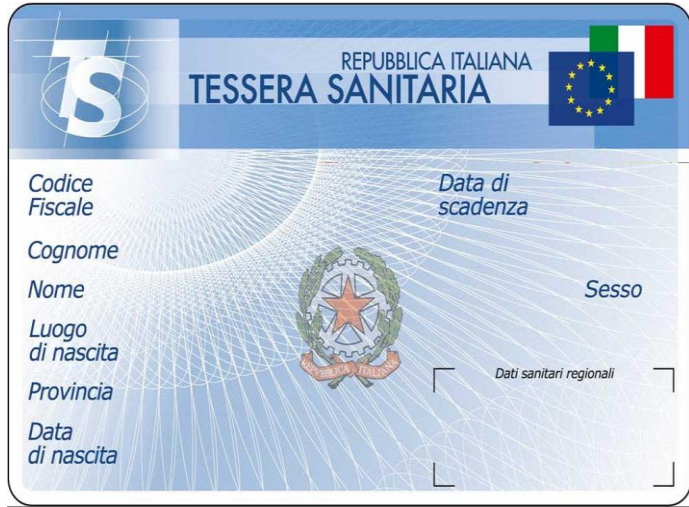 TS
REPUBBLICA ITALIANA
TESSERA SANITARIA
Codice
Fiscale
Data di
scadenza
Cognome
Nome
Sesso
Luogo
di nascita
Dati sanitari regionali
Provincia
Data
di nascita
REPVBBLICA ITALIANA